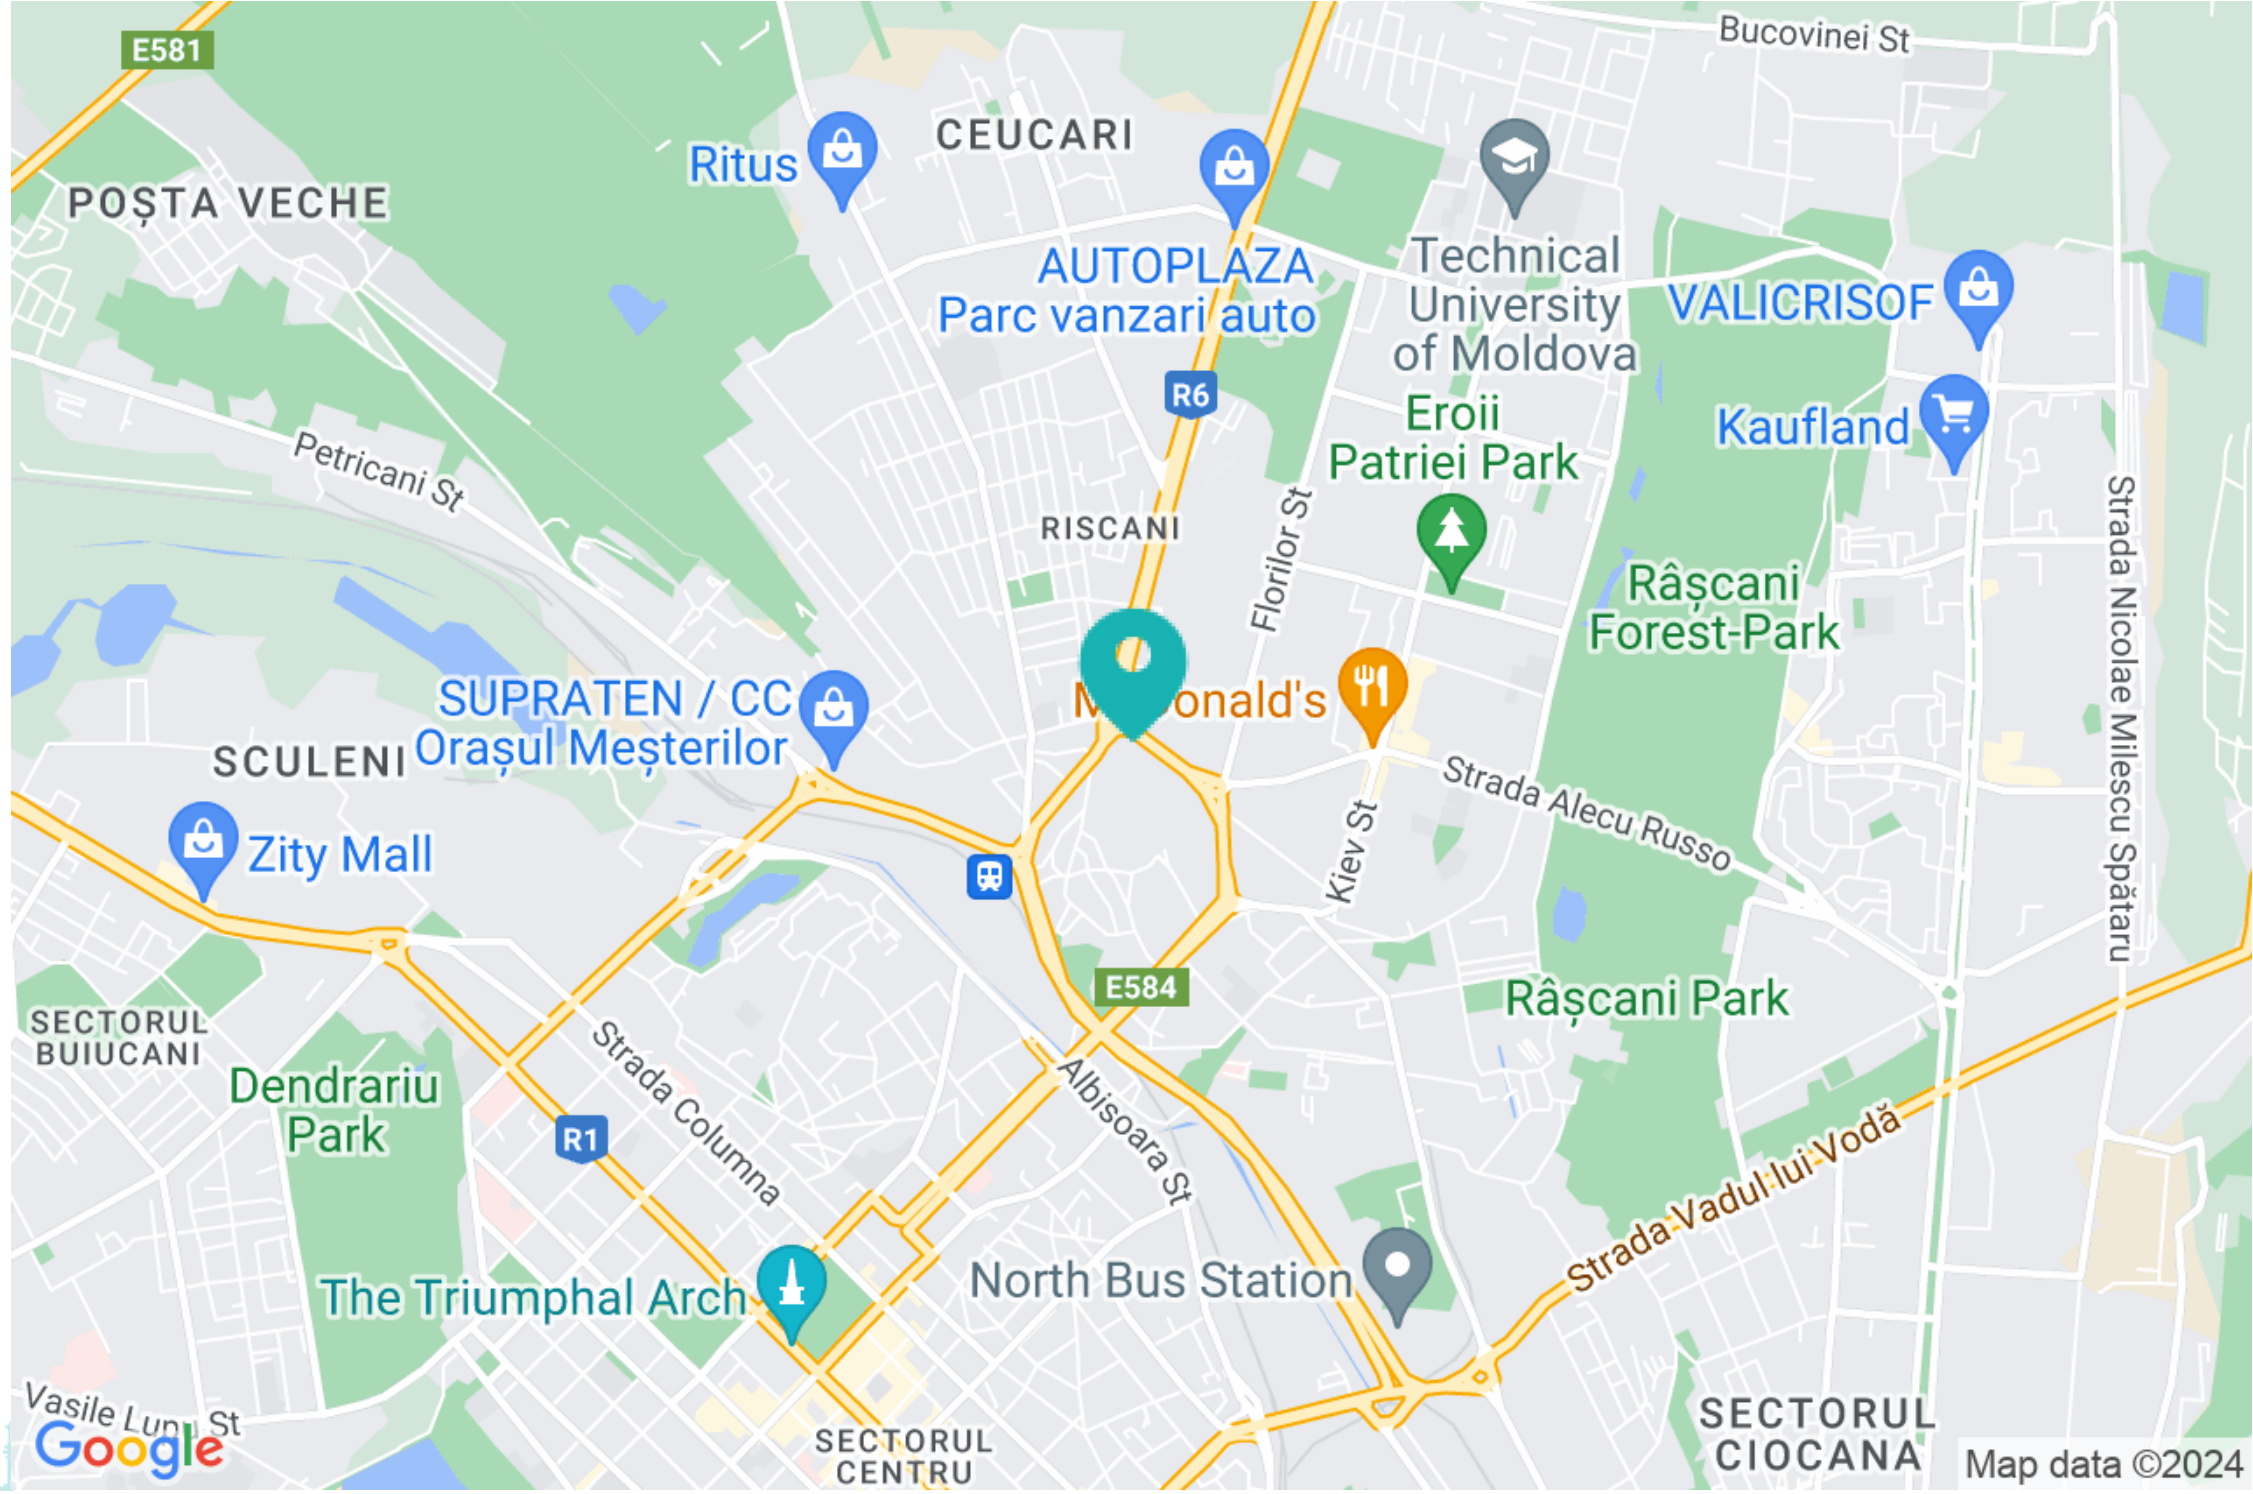 Bucovinei St
E581
CEUCARI
Ritus
POȘTA VECHE
AUTOPLAZA
Parc vanzari auto
Technical
University
of Moldova
VALICRISOF
R6
Eroii
Patriei Park
Kaufland
Petricani St
RISCANI
Florilor St
Strada Nicolae Milescu Spătaru
Râșcani
Forest-Park
SUPRATEN / CC
Orașul Meșterilor
onald's
SCULENI
Strada Alecu Russo
Zity Mall
Kiev St
E584
Râșcani Park
SECTORUL
BUIUCANI
Strada Columna
Dendrariu
Park
R1
Albisoara St
Strada Vadul lui Vodă
The Triumphal Arch
North Bus Station
Vasile Lupu St
Google
SECTORUL
CENTRU
SECTORUL
CIOCANA
Map data ©2024